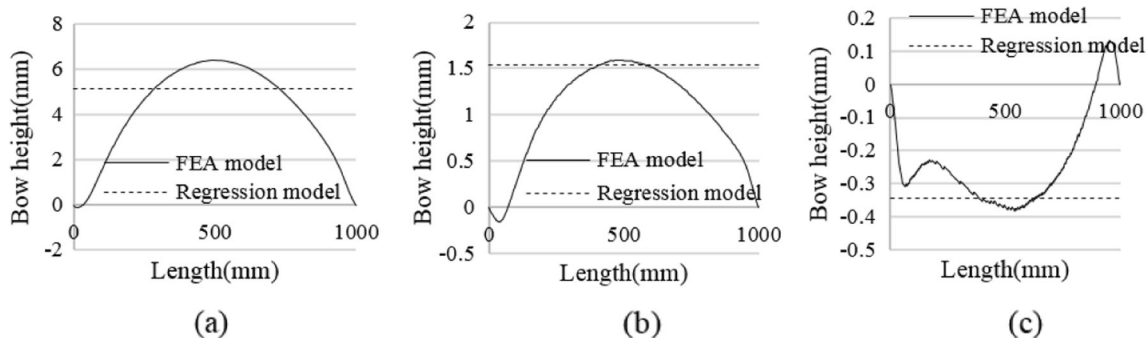 Bow height(mm)
8
6
4
2
0
-2
FEA model
Regression model
0
500
1000
Length(mm)
(a)
Bow height(mm)
2
1.5
1
0.5
0
-0.5
FEA model
Regression model
0
500
1000
Length(mm)
(b)
Bow height(mm)
0.2
0.1
0
-0.1
-0.2
-0.3
-0.4
-0.5
FEA model
Regression model
0
500
1000
Length(mm)
(c)